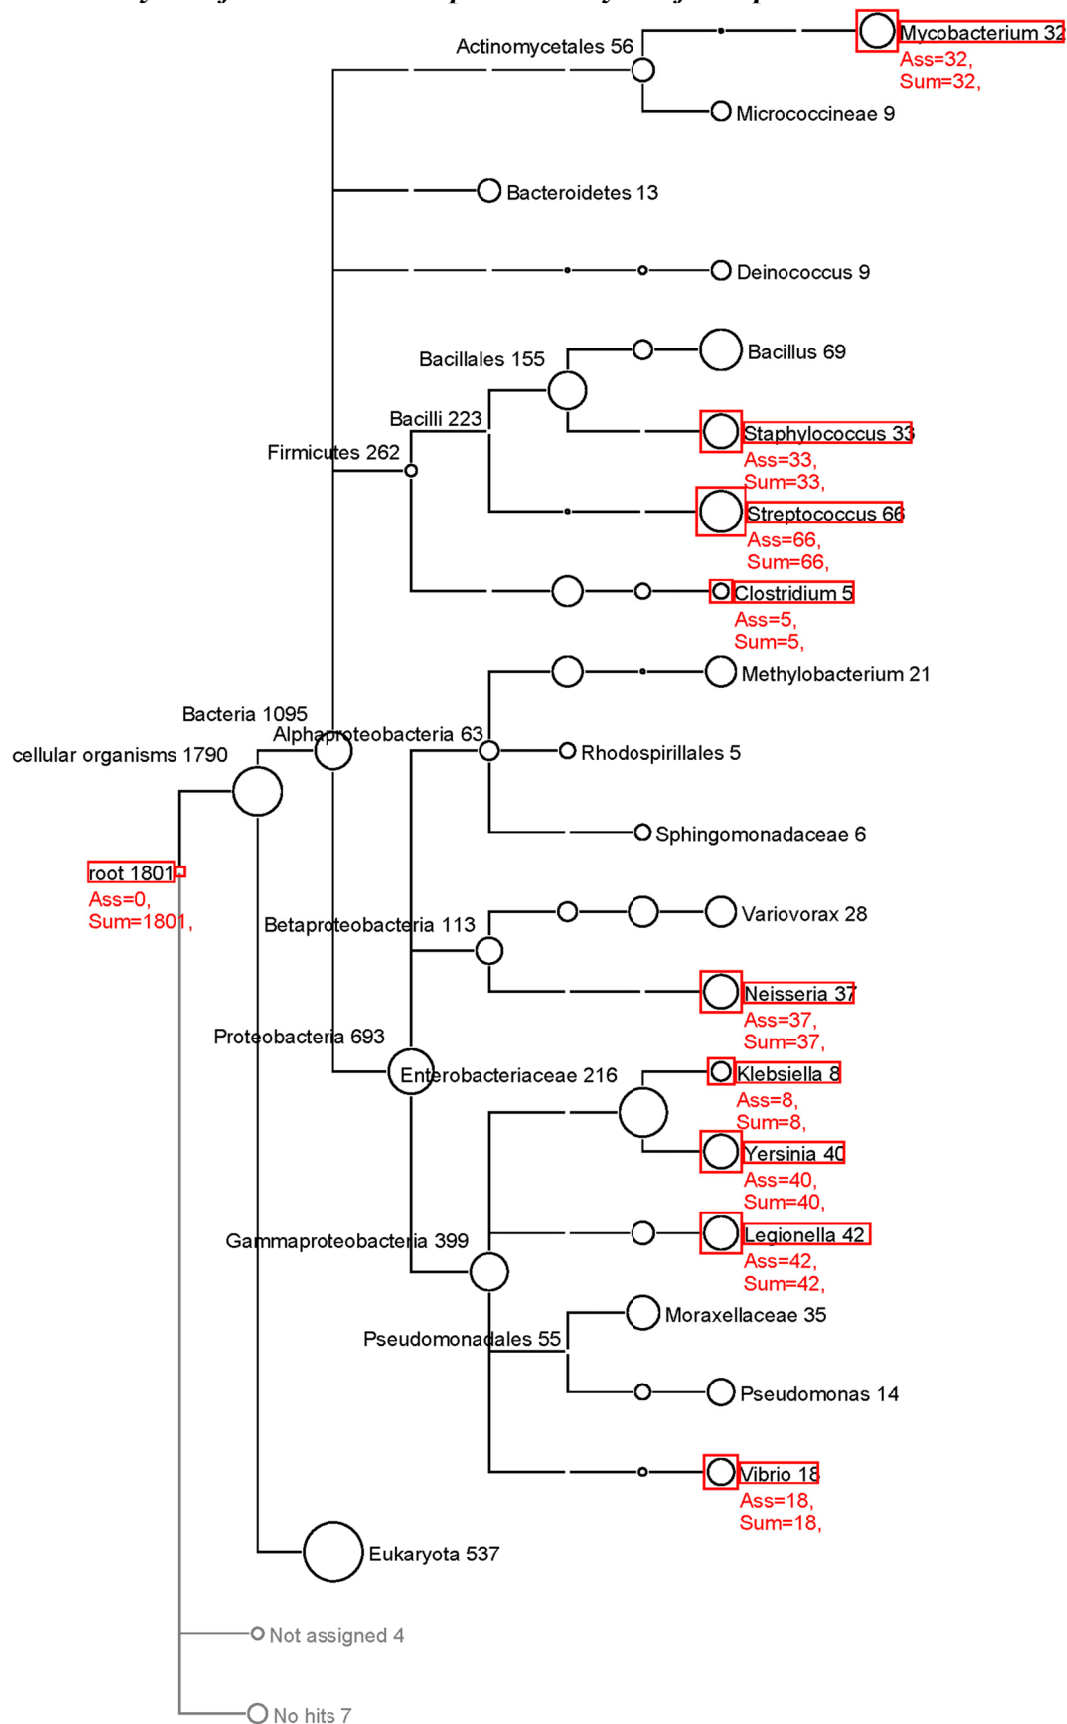 Actinomycetales 56
Mycobacterium 32
Ass=32,
Sum=32,
Micrococcineae 9
Bacteroidetes 13
Deinococcus 9
Bacillales 155
Bacillus 69
Bacilli 223
Staphylococcus 33
Ass=33,
Sum=33,
Firmicutes 262
Streptococcus 66
Ass=66,
Sum=66,
Clostridium 5
Ass=5,
Sum=5,
Methylobacterium 21
Bacteria 1095
Alphaproteobacteria 63
cellular organisms 1790
Rhodospirillales 5
Sphingomonadaceae 6
root 1801
Ass=0,
Sum=1801,
Betaproteobacteria 113
Variovorax 28
Neisseria 37
Ass=37,
Sum=37,
Proteobacteria 693
Enterobacteriaceae 216
Klebsiella 8
Ass=8,
Sum=8,
Yersinia 40
Ass=40,
Sum=40,
Gammaproteobacteria 399
Legionella 42
Ass=42,
Sum=42,
Moraxellaceae 35
Pseudomonadales 55
Pseudomonas 14
Vibrio 18
Ass=18,
Sum=18,
Eukaryota 537
Not assigned 4
No hits 7